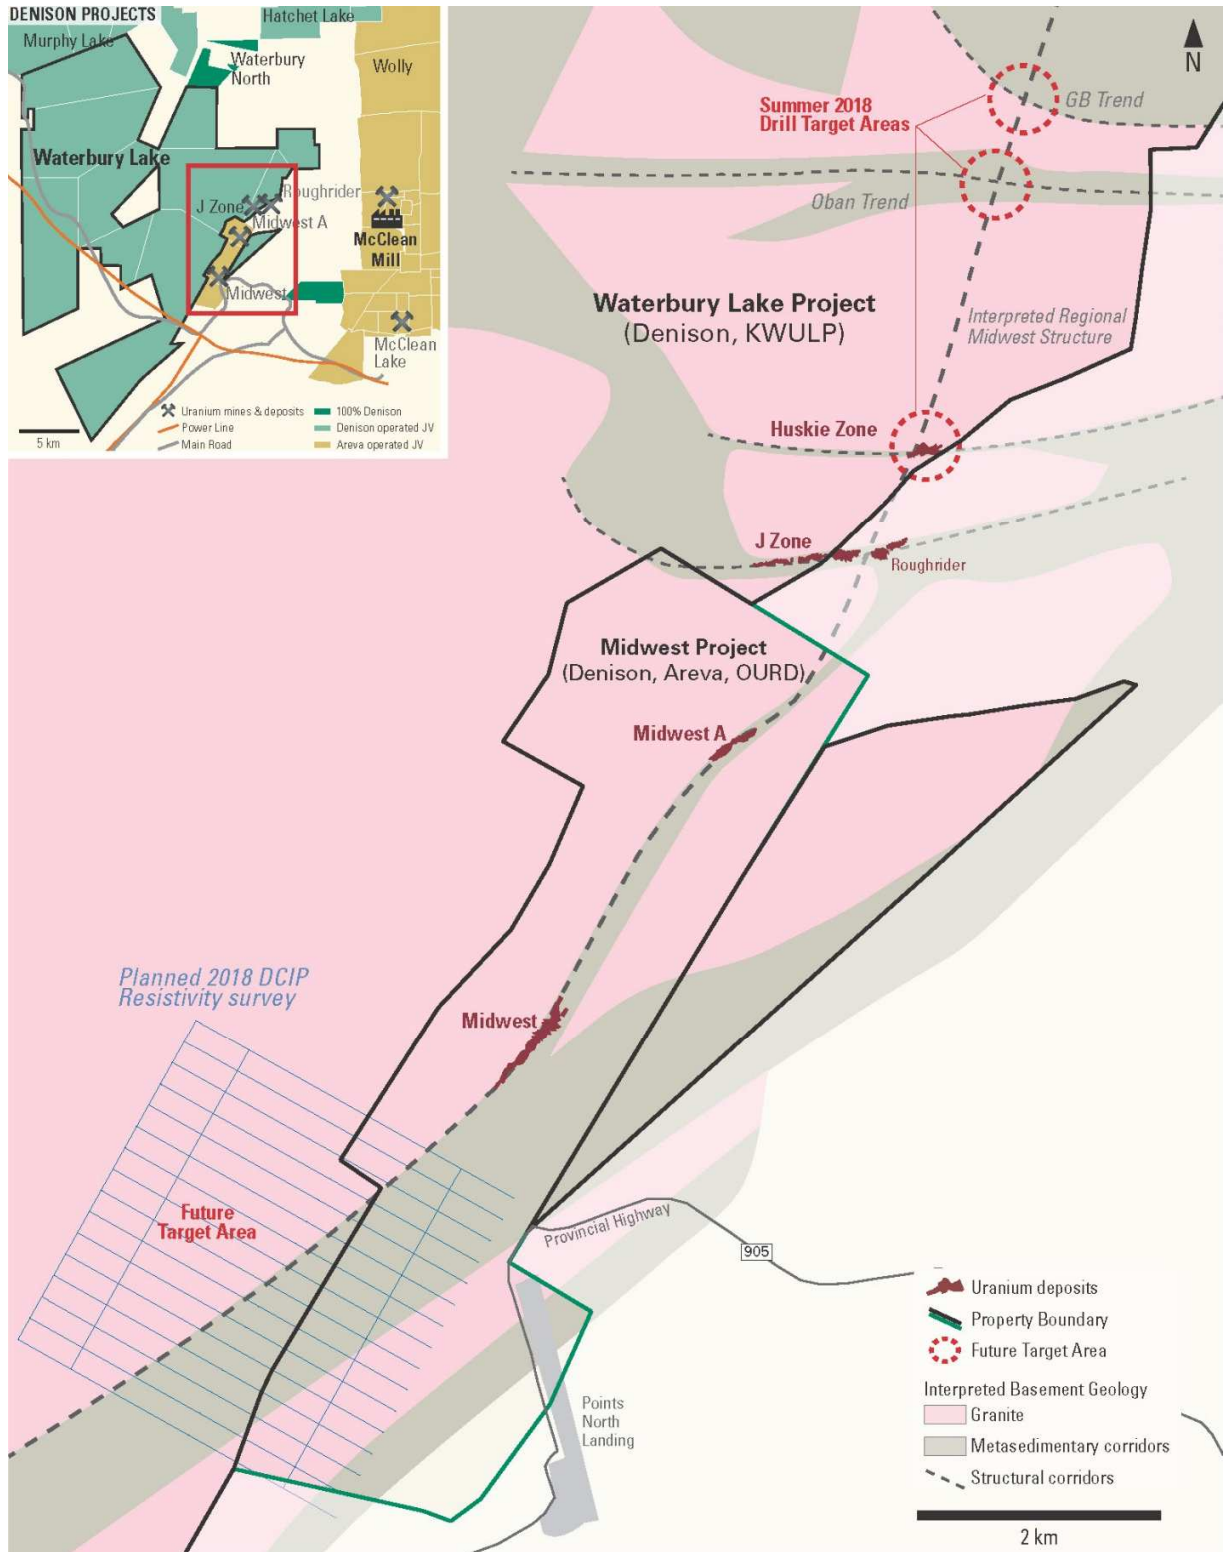 DENISON PROJECTS
Hatchet Lake
Murphy Lake
Waterbury
North
Wolly
Waterbury Lake
Roughrider
J Zone
Midwest A
McClean
Mill
Midwest
McClean
Lake
Uranium mines & deposits
Power Line
Main Road
100% Denison
Denison operated JV
Areva operated JV
5 km
N
Summer 2018
Drill Target Areas
GB Trend
Oban Trend
Waterbury Lake Project
(Denison, KWULP)
Interpreted Regional
Midwest Structure
Huskie Zone
J Zone
Roughrider
Midwest Project
(Denison, Areva, OURD)
Midwest A
Planned 2018 DCIP
Resistivity survey
Midwest
Future
Target Area
Provincial Highway
905
Points
North
Landing
Uranium deposits
Property Boundary
Future Target Area
Interpreted Basement Geology
Granite
Metasedimentary corridors
Structural corridors
2 km